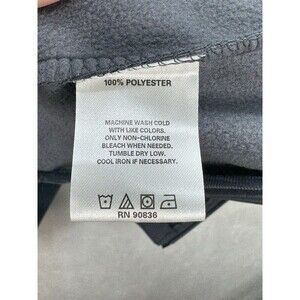 100% POLYESTER
MACHINE WASH COLD
WITH LIKE COLORS.
ONLY NON-CHLORINE
BLEACH WHEN NEEDED.
TUMBLE DRY LOW.
COOL IRON IF NECESSARY.
RN 90836